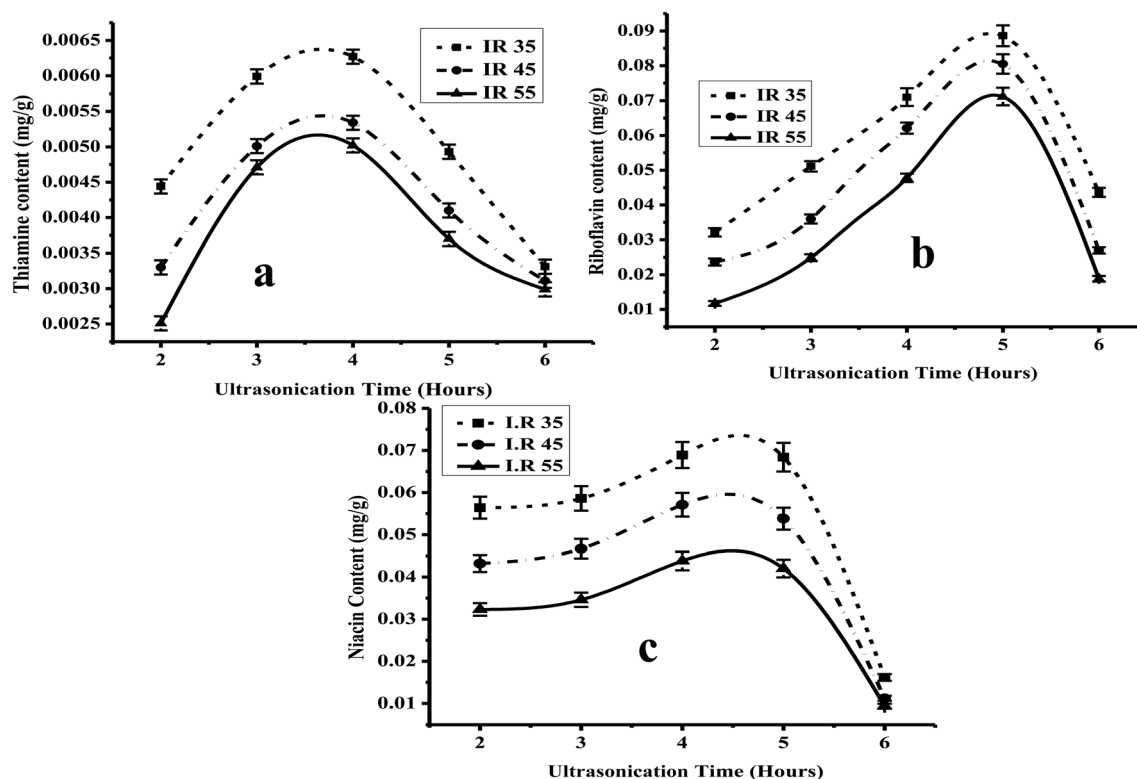 Thiamine content (mg/g)
0.0065
0.0060
0.0055
0.0050
0.0045
0.0040
0.0035
0.0030
0.0025
IR 35
IR 45
IR 55
a
2 3 4 5 6
Ultrasonication Time (Hours)
Riboflavin content (mg/g)
0.09
0.08
0.07
0.06
0.05
0.04
0.03
0.02
0.01
IR 35
IR 45
IR 55
b
2 3 4 5 6
Ultrasonication Time (Hours)
Niacin Content (mg/g)
0.08
0.07
0.06
0.05
0.04
0.03
0.02
0.01
I.R 35
I.R 45
I.R 55
c
2 3 4 5 6
Ultrasonication Time (Hours)